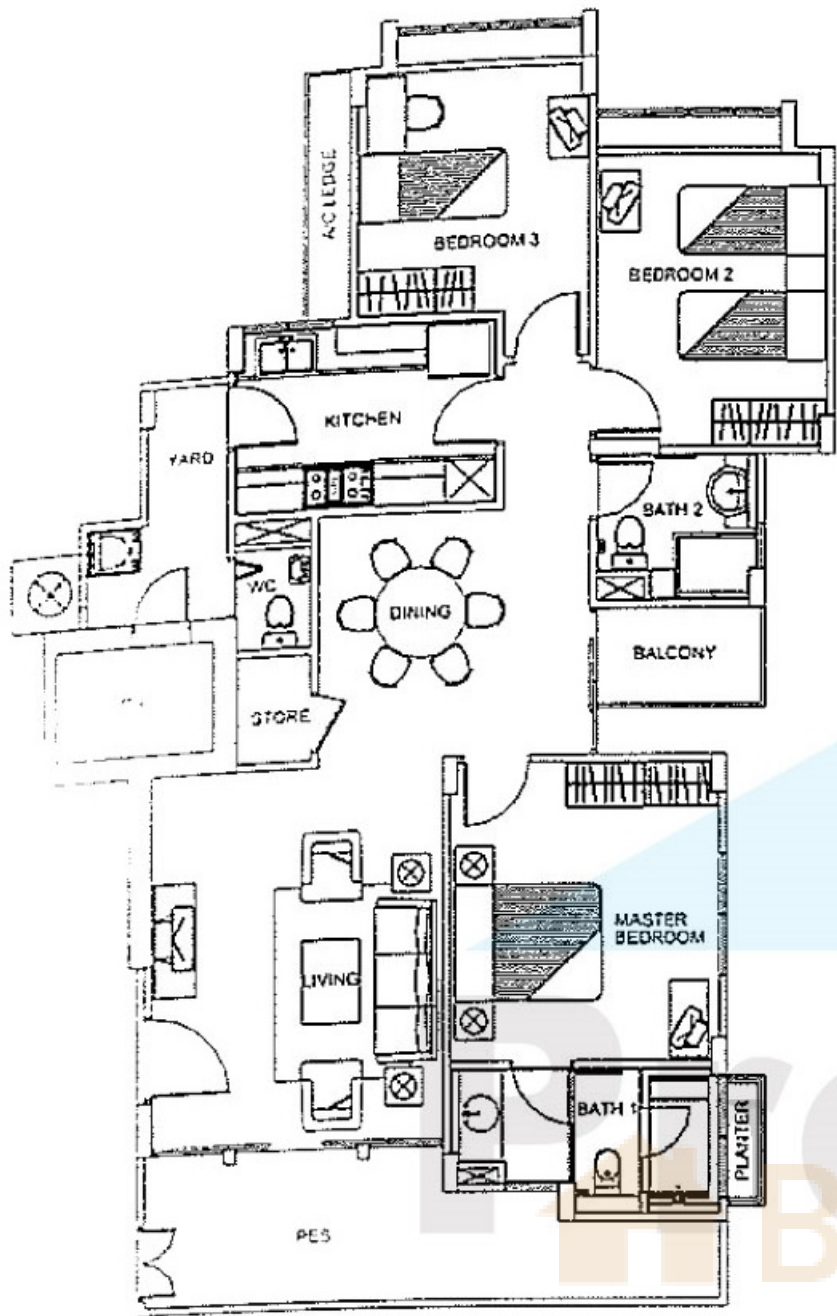 A/C LEDGE
BEDROOM 3
BEDROOM 2
KITCHEN
YARD
BATH 2
WC
DINING
BALCONY
STORE
MASTER
BEDROOM
LIVING
BATH 1
PLANTER
PES
Pro
B